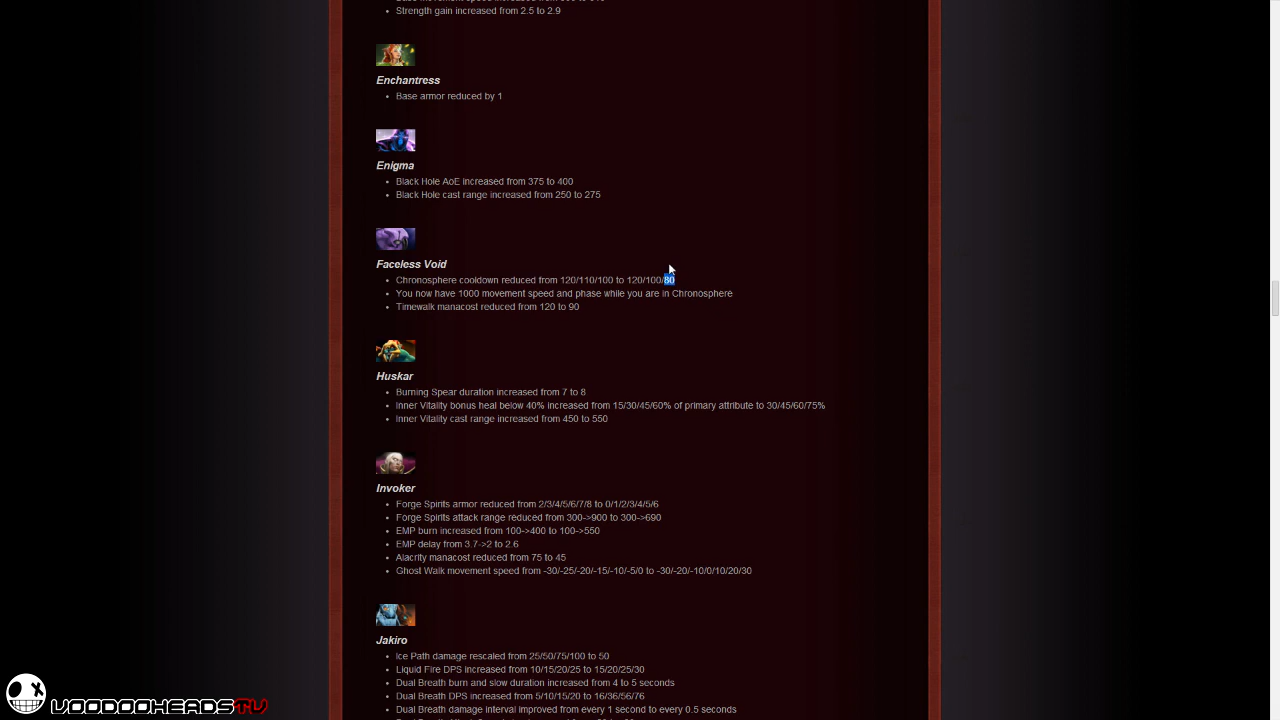 Strength gain increased from 2.5 to 2.9
Enchantress
Base armor reduced by 1
Enigma
Black Hole AoE increased from 375 to 400
Black Hole cast range increased from 250 to 275
Faceless Void
Chronosphere cooldown reduced from 120/110/100 to 120/100/80
You now have 1000 movement speed and phase while you are in Chronosphere
Timewalk manacost reduced from 120 to 90
Huskar
Burning Spear duration increased from 7 to 8
Inner Vitality bonus heal below 40% increased from 15/30/45/60% of primary attribute to 30/45/60/75%
Inner Vitality cast range increased from 450 to 550
Invoker
Forge Spirits armor reduced from 2/3/4/5/6/7/8 to 0/1/2/3/4/5/6
Forge Spirits attack range reduced from 300->900 to 300->690
EMP burn increased from 100->400 to 100->550
EMP delay from 3.7->2 to 2.6
Alacrity manacost reduced from 75 to 45
Ghost Walk movement speed from -30/-25/-20/-15/-10/-5/0 to -30/-20/-10/0/10/20/30
Jakiro
Ice Path damage rescaled from 25/50/75/100 to 50
Liquid Fire DPS increased from 10/15/20/25 to 15/20/25/30
Dual Breath burn and slow duration increased from 4 to 5 seconds
Dual Breath DPS increased from 5/10/15/20 to 16/36/56/76
Dual Breath damage interval improved from every 1 second to every 0.5 seconds
VOODOOHEADSTV